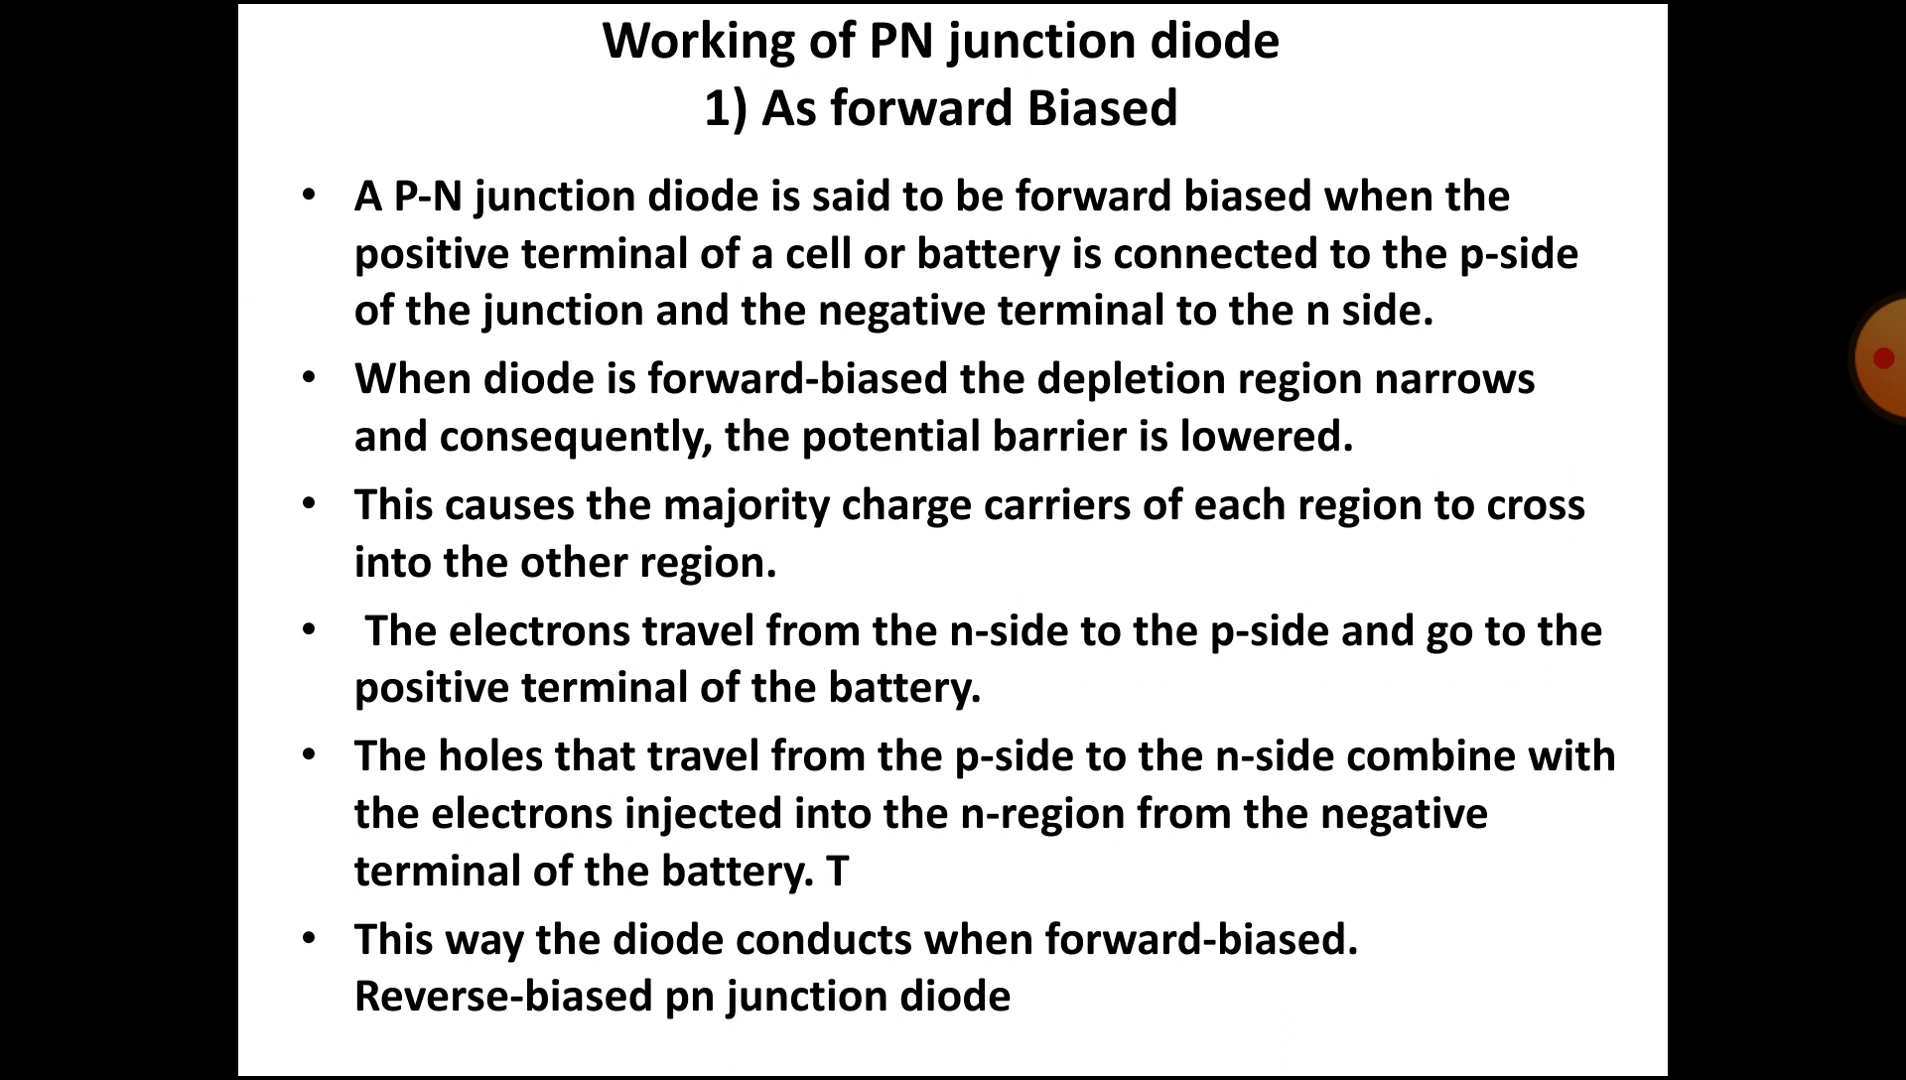 Working of PN junction diode
1) As forward Biased
• A P-N junction diode is said to be forward biased when the
positive terminal of a cell or battery is connected to the p-side
of the junction and the negative terminal to the n side.
• When diode is forward-biased the depletion region narrows
and consequently, the potential barrier is lowered.
• This causes the majority charge carriers of each region to cross
into the other region.
• The electrons travel from the n-side to the p-side and go to the
positive terminal of the battery.
• The holes that travel from the p-side to the n-side combine with
the electrons injected into the n-region from the negative
terminal of the battery. T
• This way the diode conducts when forward-biased.
Reverse-biased pn junction diode